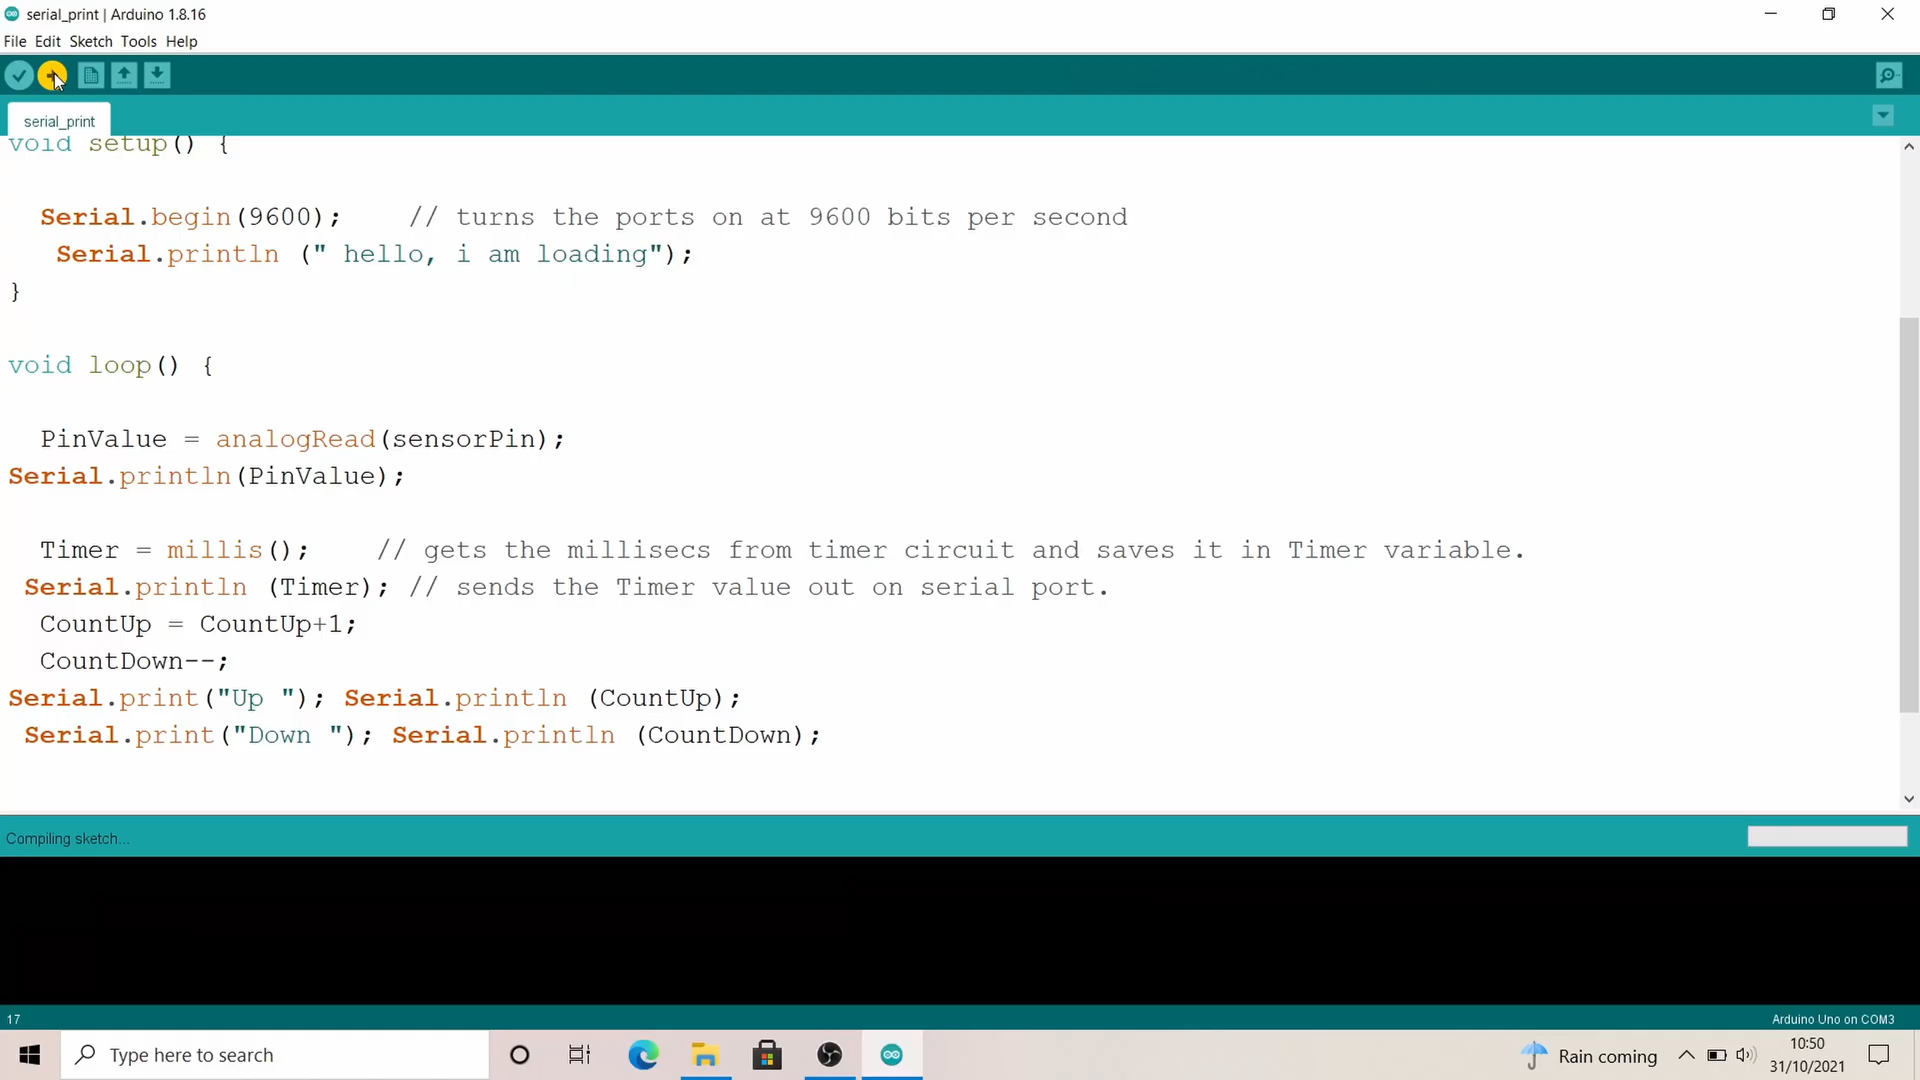 serial_print | Arduino 1.8.16
File Edit Sketch Tools Help
serial_print
void setup() {
Serial.begin(9600); // turns the ports on at 9600 bits per second
Serial.println (" hello, i am loading");
}
void loop() {
PinValue = analogRead(sensorPin);
Serial.println(PinValue);
Timer = millis(); // gets the millisecs from timer circuit and saves it in Timer variable.
Serial.println (Timer); // sends the Timer value out on serial port.
CountUp = CountUp+1;
CountDown--;
Serial.print("Up "); Serial.println (CountUp);
Serial.print("Down "); Serial.println (CountDown);
Compiling sketch...
17
Arduino Uno on COM3
Type here to search
Rain coming
10:50
31/10/2021